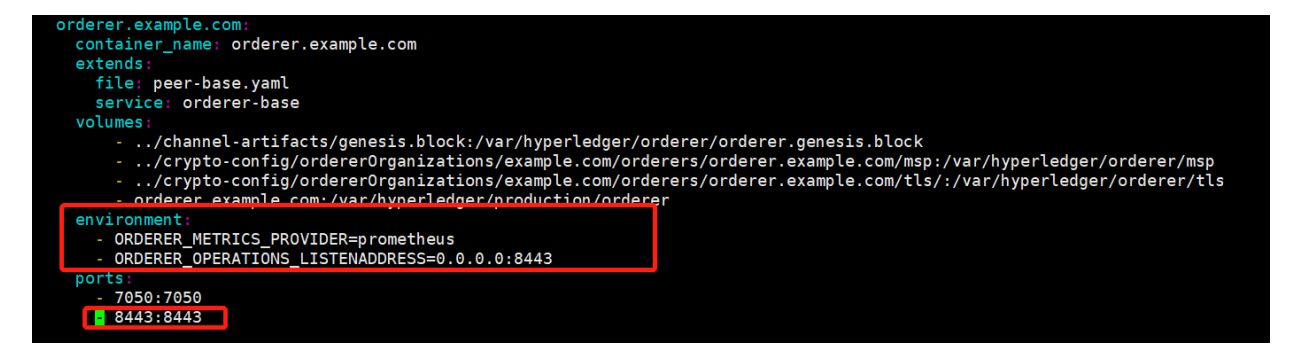 orderer.example.com:
container_name: orderer.example.com
extends:
file: peer-base.yaml
service: orderer-base
volumes:
- ../channel-artifacts/genesis.block:/var/hyperledger/orderer/orderer.genesis.block
- ../crypto-config/ordererOrganizations/example.com/orderers/orderer.example.com/msp:/var/hyperledger/orderer/msp
- ../crypto-config/ordererOrganizations/example.com/orderers/orderer.example.com/tls/:/var/hyperledger/orderer/tls
- orderer.example.com:/var/hyperledger/production/orderer
environment:
- ORDERER_METRICS_PROVIDER=prometheus
- ORDERER_OPERATIONS_LISTENADDRESS=0.0.0.0:8443
ports:
- 7050:7050
- 8443:8443